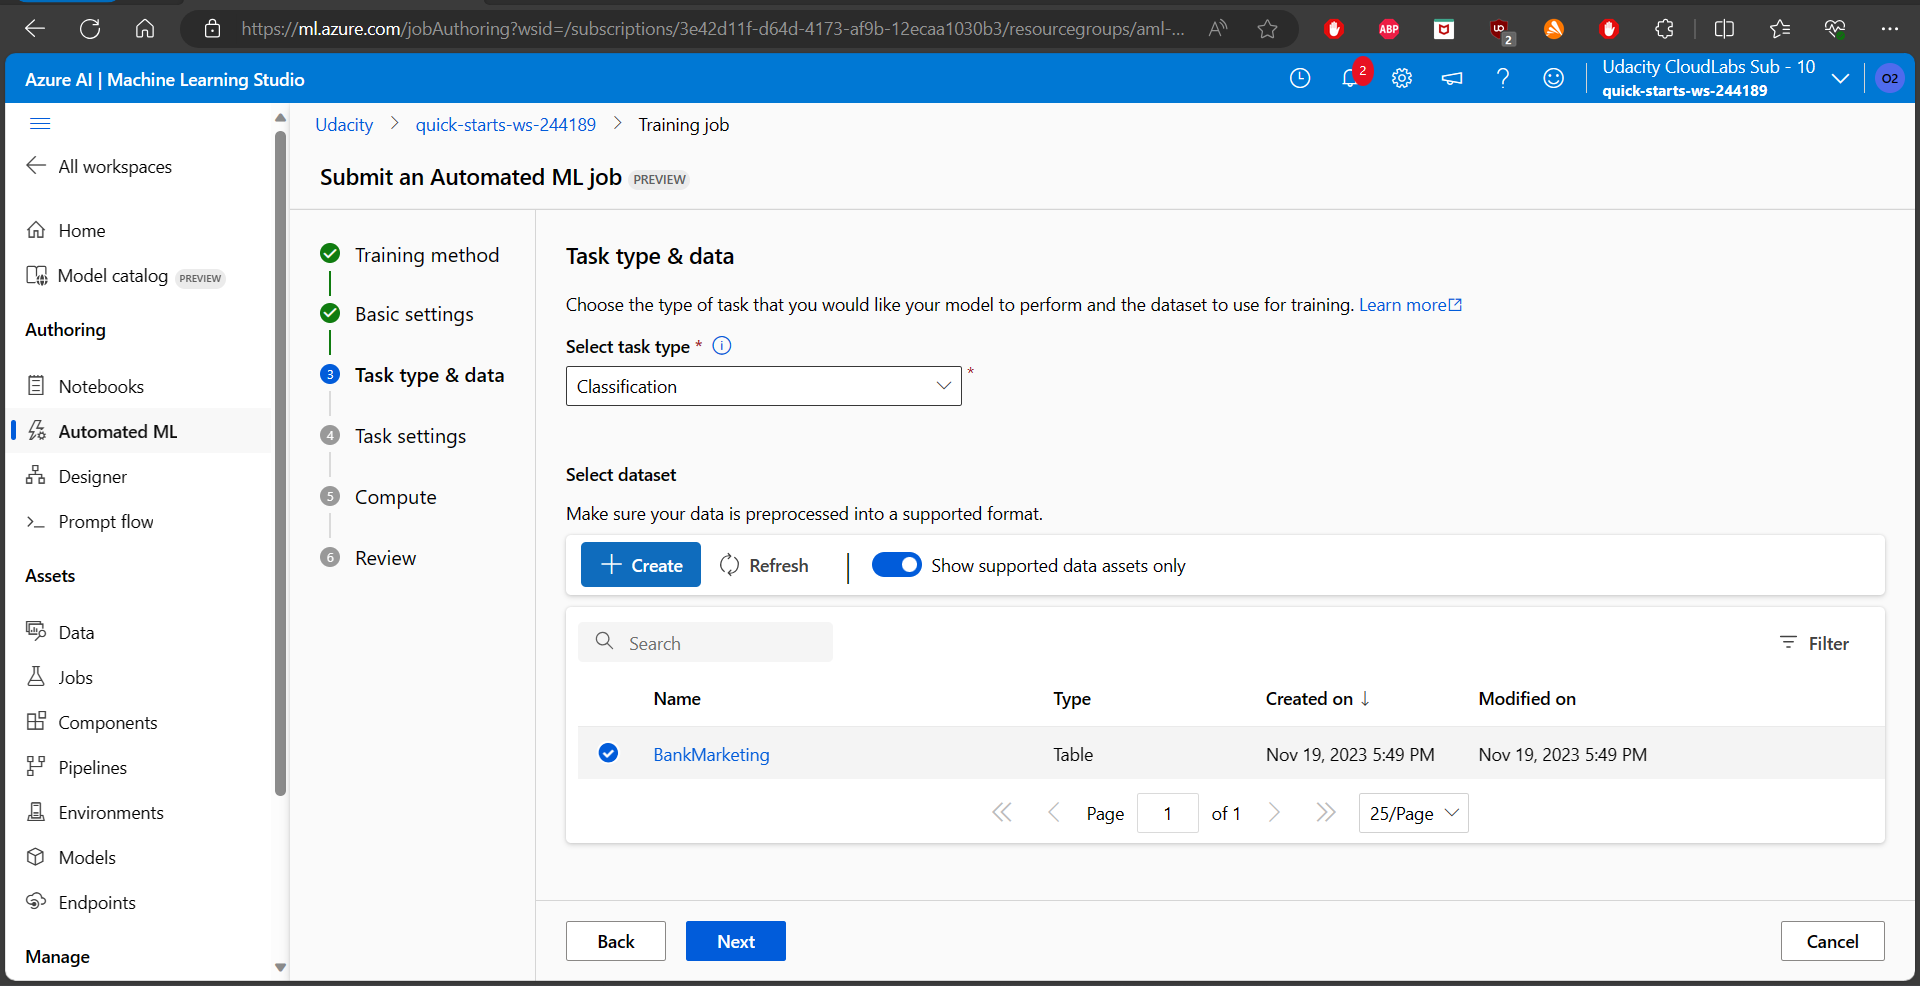 https://ml.azure.com/jobAuthoring?wsid=/subscriptions/3e42d11f-d64d-4173-af9b-12ecaa1030b3/resourcegroups/aml-...
ABP
2
Azure AI | Machine Learning Studio
2
Udacity CloudLabs Sub - 10
quick-starts-ws-244189
O2
All workspaces
Home
Model catalog PREVIEW
Authoring
Notebooks
Automated ML
Designer
Prompt flow
Assets
Data
Jobs
Components
Pipelines
Environments
Models
Endpoints
Manage
Udacity > quick-starts-ws-244189 > Training job
Submit an Automated ML job PREVIEW
Training method
Basic settings
3 Task type & data
4 Task settings
5 Compute
6 Review
Task type & data
Choose the type of task that you would like your model to perform and the dataset to use for training. Learn more
Select task type *
Classification *
Select dataset
Make sure your data is preprocessed into a supported format.
+ Create Refresh | Show supported data assets only
Search Filter
Name Type Created on ↓ Modified on
BankMarketing Table Nov 19, 2023 5:49 PM Nov 19, 2023 5:49 PM
Page 1 of 1 25/Page
Back Next Cancel